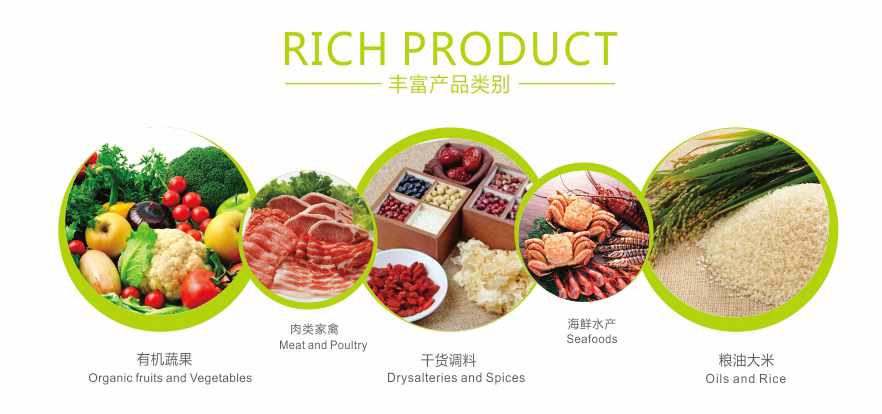 RICH PRODUCT
丰富产品类别
有机蔬果
Organic fruits and Vegetables
肉类家禽
Meat and Poultry
干货调料
Drysalteries and Spices
海鲜水产
Seafoods
粮油大米
Oils and Rice